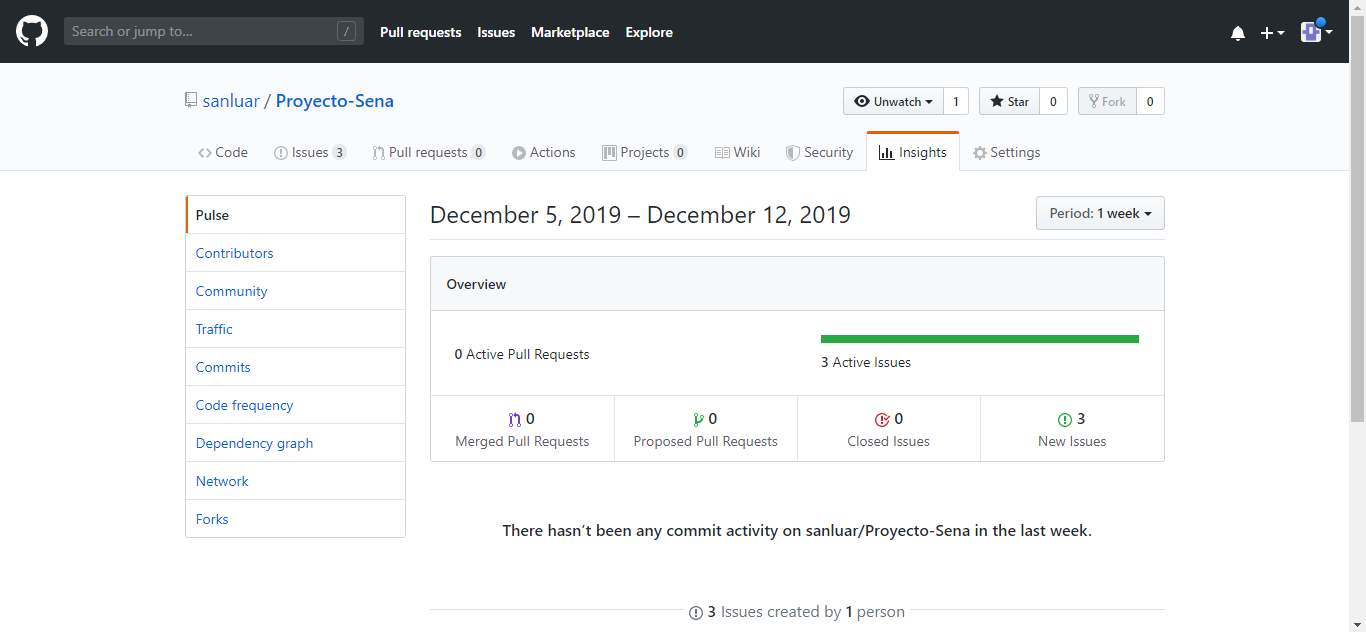 Search or jump to... /
Pull requests Issues Marketplace Explore
sanluar / Proyecto-Sena
Unwatch 1 Star 0 Fork 0
Code Issues 3 Pull requests 0 Actions Projects 0 Wiki Security Insights Settings
Pulse
Contributors
Community
Traffic
Commits
Code frequency
Dependency graph
Network
Forks
December 5, 2019 – December 12, 2019
Period: 1 week
Overview
0 Active Pull Requests
3 Active Issues
0
Merged Pull Requests
0
Proposed Pull Requests
0
Closed Issues
3
New Issues
There hasn’t been any commit activity on sanluar/Proyecto-Sena in the last week.
3 Issues created by 1 person